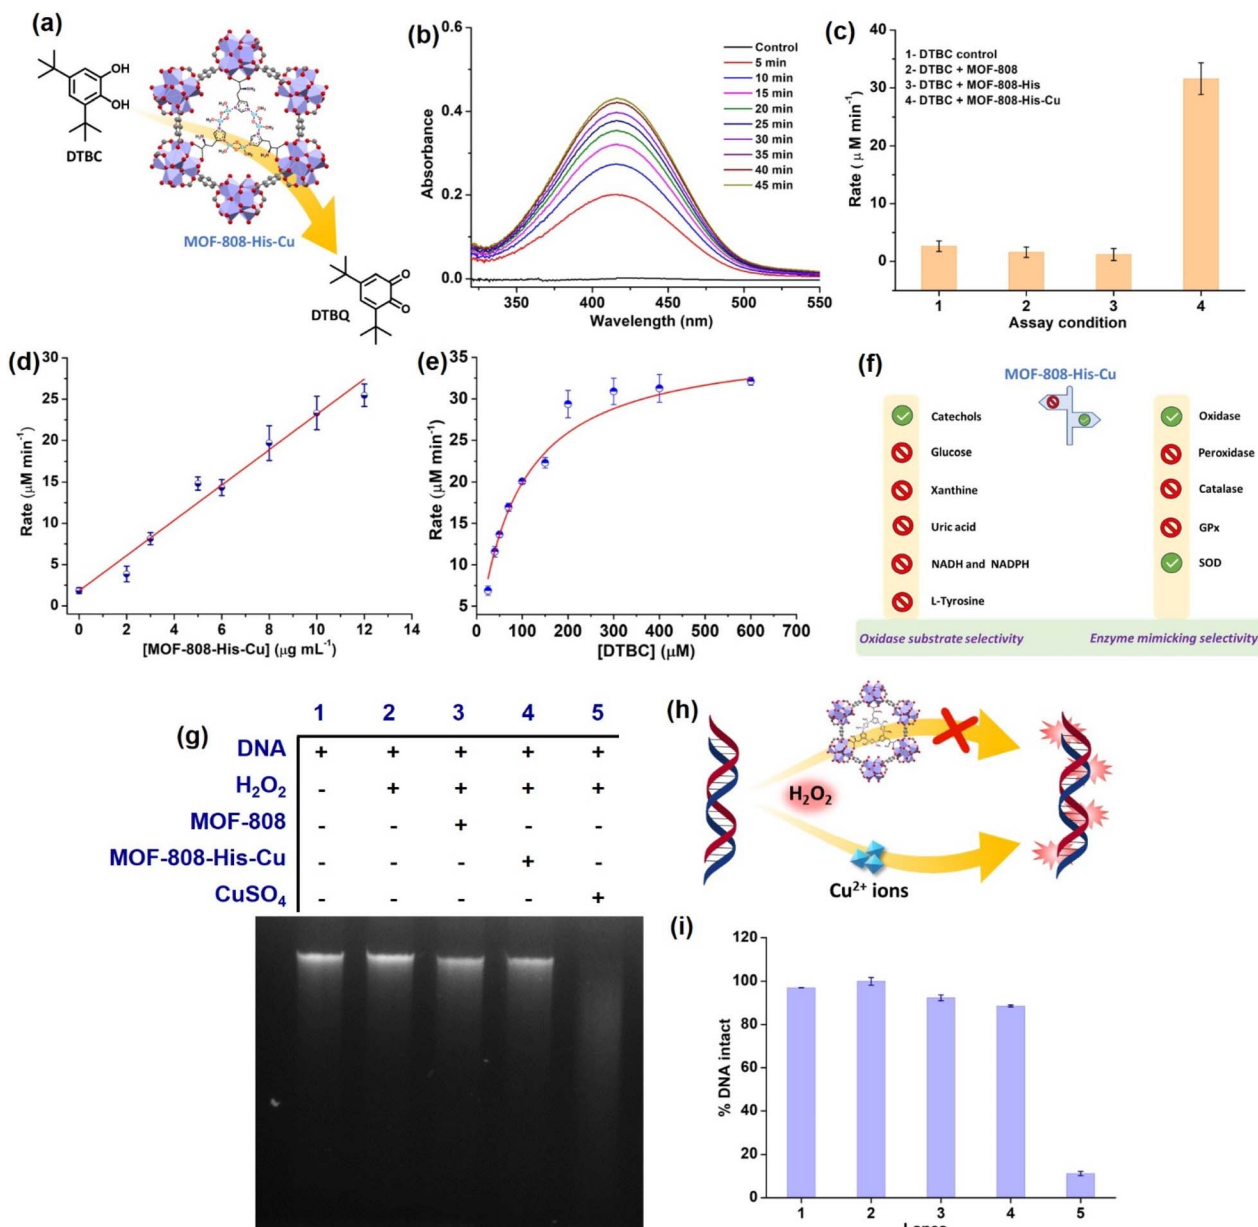 (a)
OH
OH
DTBC
MOF-808-His-Cu
O
O
DTBQ
(b)
0.6
0.4
0.2
0.0
Absorbance
350
400
450
500
550
Wavelength (nm)
Control
5 min
10 min
15 min
20 min
25 min
30 min
35 min
40 min
45 min
(c)
1- DTBC control
2- DTBC + MOF-808
3- DTBC + MOF-808-His
4- DTBC + MOF-808-His-Cu
40
30
20
10
0
Rate ( μ M min⁻¹)
1
2
3
4
Assay condition
(d)
30
25
20
15
10
5
0
Rate (μM min⁻¹)
0
2
4
6
8
10
12
14
[MOF-808-His-Cu] (μg mL⁻¹)
(e)
35
30
25
20
15
10
5
Rate (μM min⁻¹)
0
100
200
300
400
500
600
700
[DTBC] (μM)
(f)
MOF-808-His-Cu
Catechols
Glucose
Xanthine
Uric acid
NADH and NADPH
L-Tyrosine
Oxidase
Peroxidase
Catalase
GPx
SOD
Oxidase substrate selectivity
Enzyme mimicking selectivity
(g)
1 2 3 4 5
DNA + + + + +
H₂O₂ - + + + +
MOF-808 - - + - -
MOF-808-His-Cu - - - + -
CuSO₄ - - - - +
(h)
H₂O₂
Cu²⁺ ions
(i)
120
100
80
60
40
20
0
% DNA intact
1
2
3
4
5